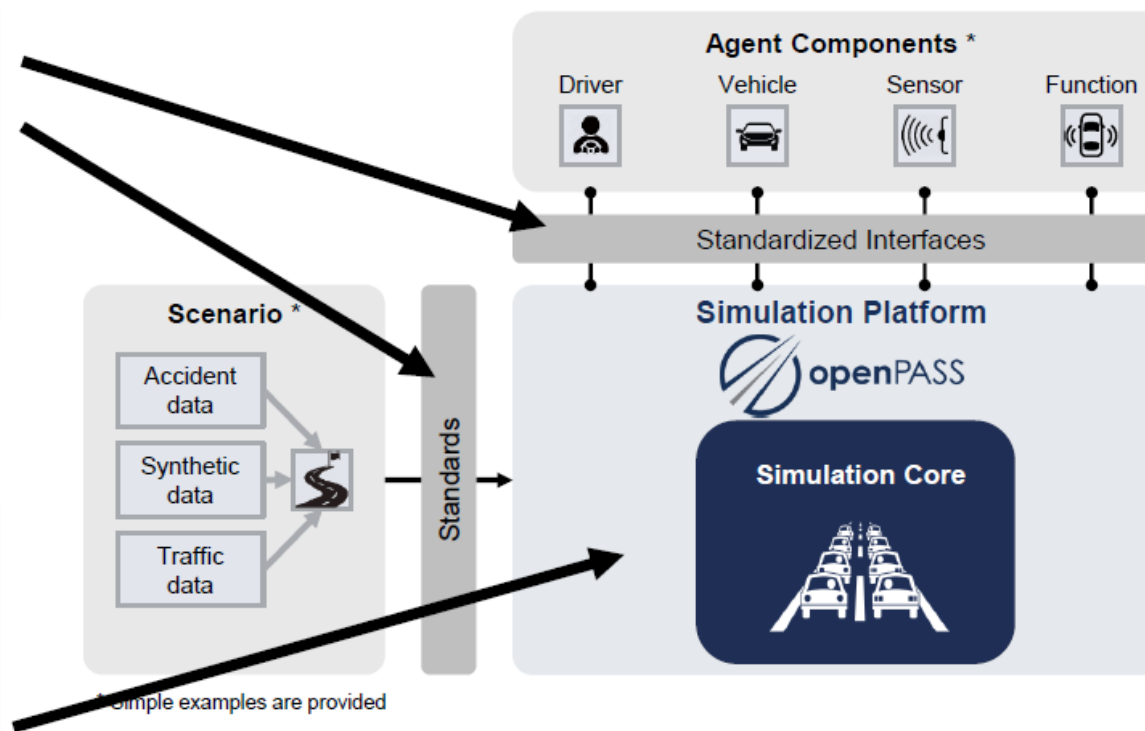 Agent Components *
Driver
Vehicle
Sensor
Function
Standardized Interfaces
Scenario *
Accident
data
Synthetic
data
Traffic
data
Standards
Simulation Platform
openPASS
Simulation Core
* Simple examples are provided